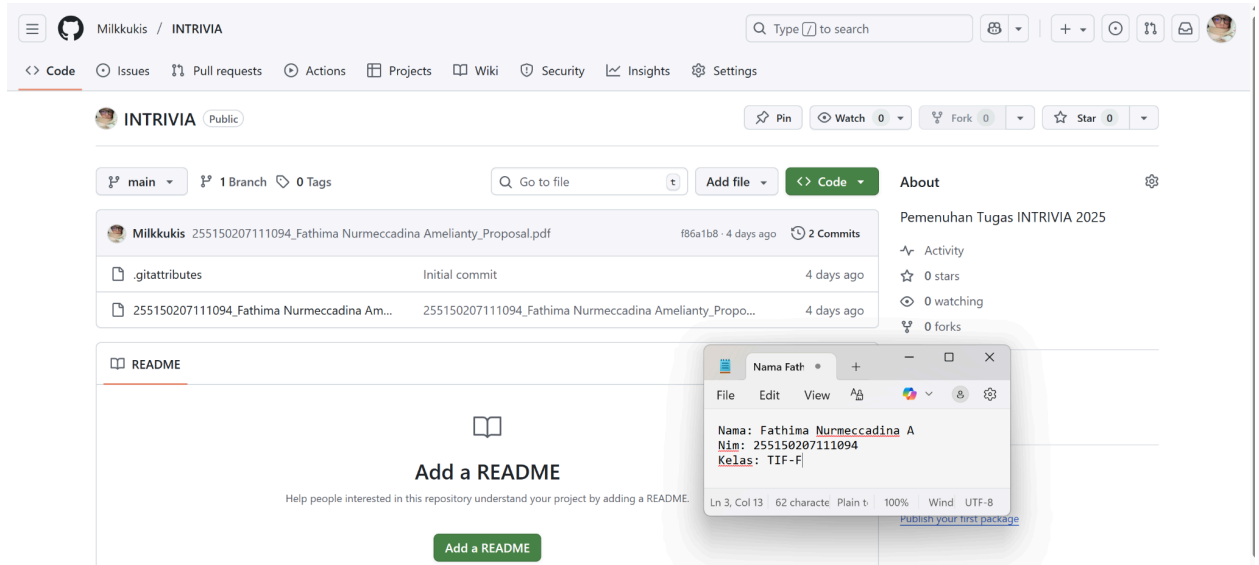 Milkkukis / INTRIVIA
Type / to search
Code Issues Pull requests Actions Projects Wiki Security Insights Settings
INTRIVIA Public
Pin Watch 0 Fork 0 Star 0
main 1 Branch 0 Tags
Go to file t Add file Code
Milkkukis 255150207111094_Fathima Nurmeccadina Amelianty_Proposal.pdf f86a1b8 · 4 days ago 2 Commits
.gitattributes Initial commit 4 days ago
255150207111094_Fathima Nurmeccadina Am... 255150207111094_Fathima Nurmeccadina Amelianty_Propo... 4 days ago
README
Add a README
Help people interested in this repository understand your project by adding a README.
Add a README
About
Pemenuhan Tugas INTRIVIA 2025
Activity
0 stars
0 watching
0 forks
Nama Fath
File Edit View
Nama: Fathima Nurmeccadina A
Nim: 255150207111094
Kelas: TIF-F
Ln 3, Col 13 62 characte Plain t 100% Wind UTF-8
Publish your first package